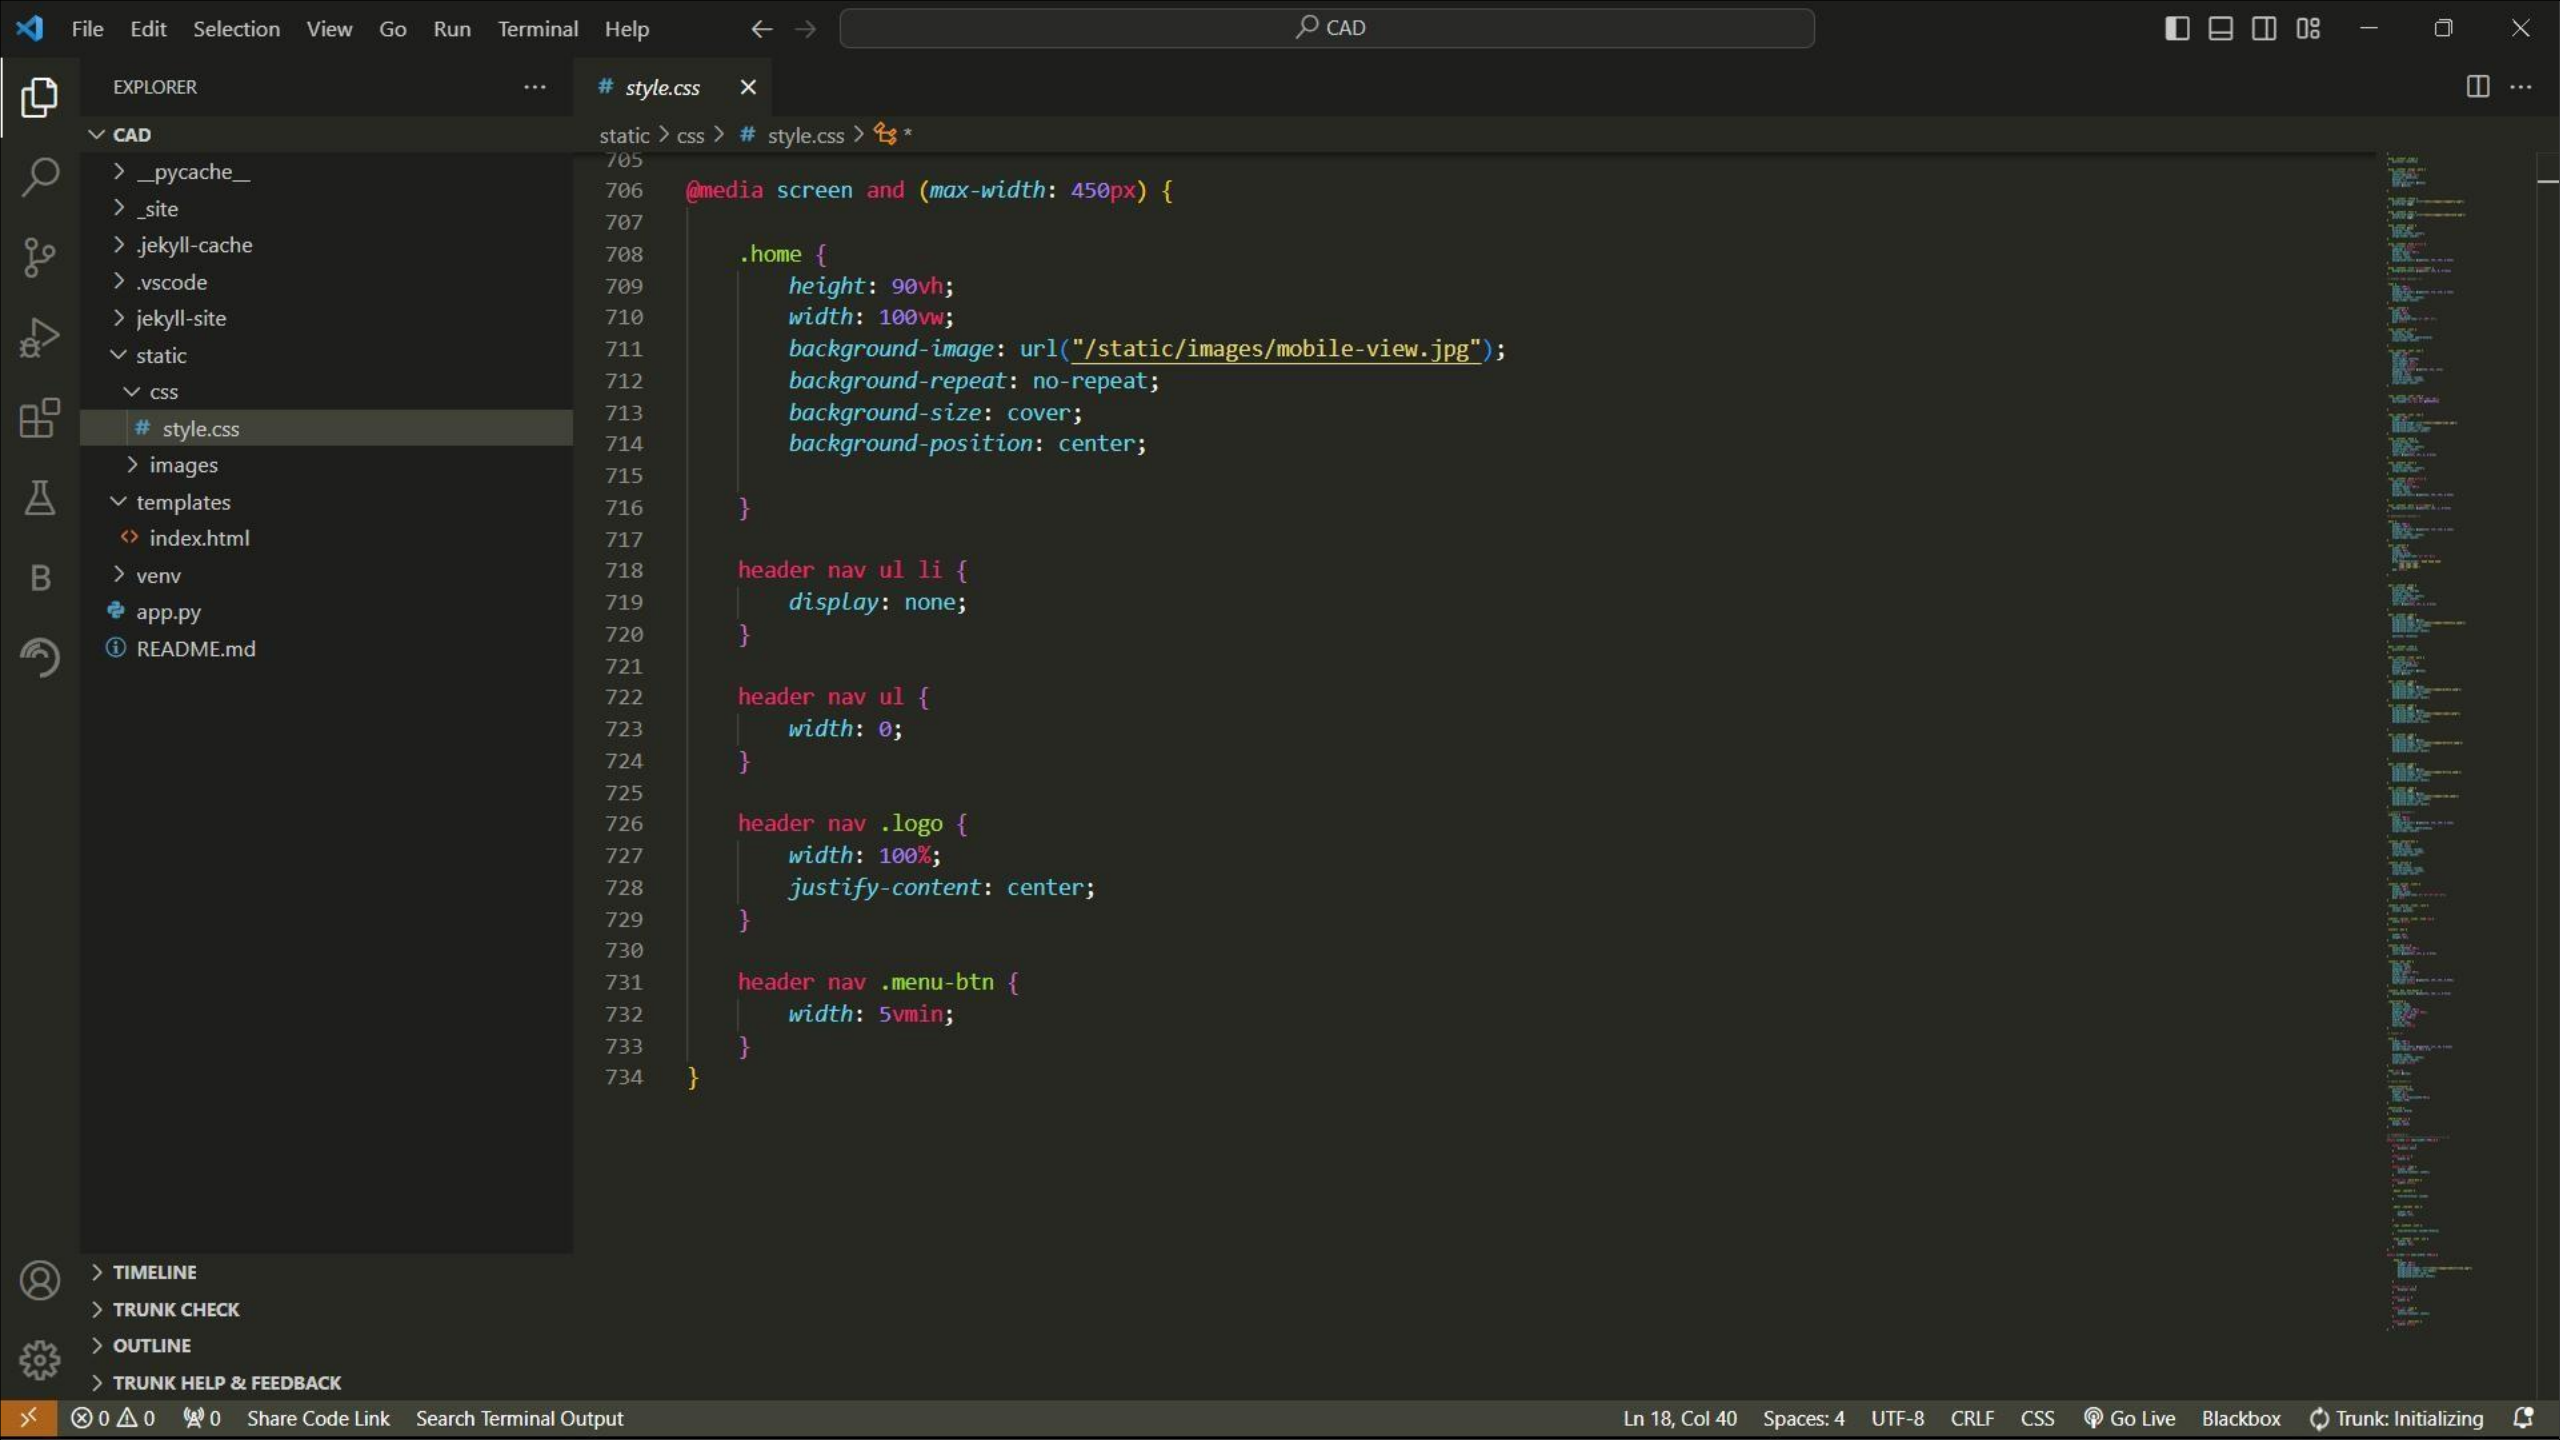 File Edit Selection View Go Run Terminal Help
CAD
EXPLORER
# style.css
CAD
static > css > # style.css > *
__pycache__
_site
.jekyll-cache
.vscode
jekyll-site
static
css
# style.css
images
templates
<> index.html
venv
app.py
README.md
TIMELINE
TRUNK CHECK
OUTLINE
TRUNK HELP & FEEDBACK
705
706 @media screen and (max-width: 450px) {
707
708 .home {
709 height: 90vh;
710 width: 100vw;
711 background-image: url("/static/images/mobile-view.jpg");
712 background-repeat: no-repeat;
713 background-size: cover;
714 background-position: center;
715
716 }
717
718 header nav ul li {
719 display: none;
720 }
721
722 header nav ul {
723 width: 0;
724 }
725
726 header nav .logo {
727 width: 100%;
728 justify-content: center;
729 }
730
731 header nav .menu-btn {
732 width: 5vmin;
733 }
734 }
0 0 0 Share Code Link Search Terminal Output Ln 18, Col 40 Spaces: 4 UTF-8 CRLF CSS Go Live Blackbox Trunk: Initializing